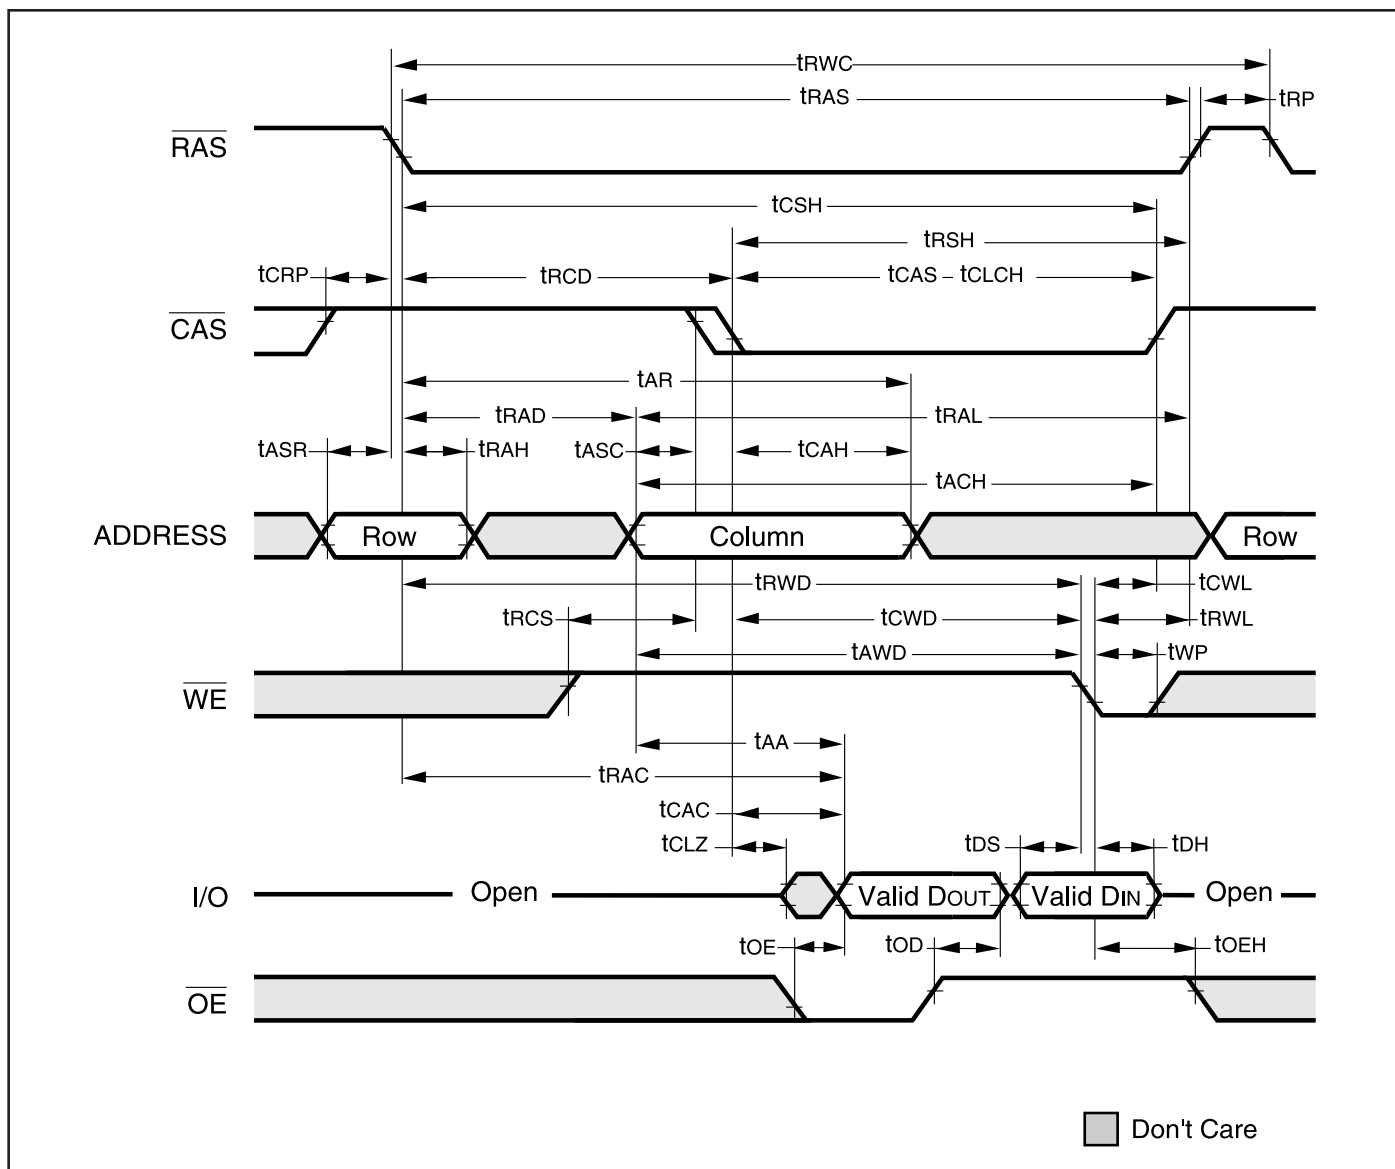 tRWC
tRAS
tRP
RAS
tCSH
tRSH
tCRP
tRCD
tCAS – tCLCH
CAS
tAR
tRAD
tRAL
tASR
tRAH
tASC
tCAH
tACH
ADDRESS
Row
Column
Row
tRWD
tCWL
tRCS
tCWD
tRWL
tAWD
tWP
WE
tAA
tRAC
tCAC
tCLZ
tDS
tDH
I/O
Open
Valid DOUT
Valid DIN
Open
tOE
tOD
tOEH
OE
Don't Care